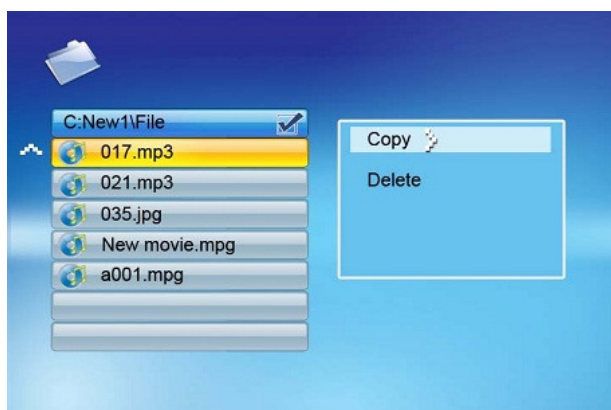 C:New1\File
017.mp3
021.mp3
035.jpg
New movie.mpg
a001.mpg
Copy
Delete